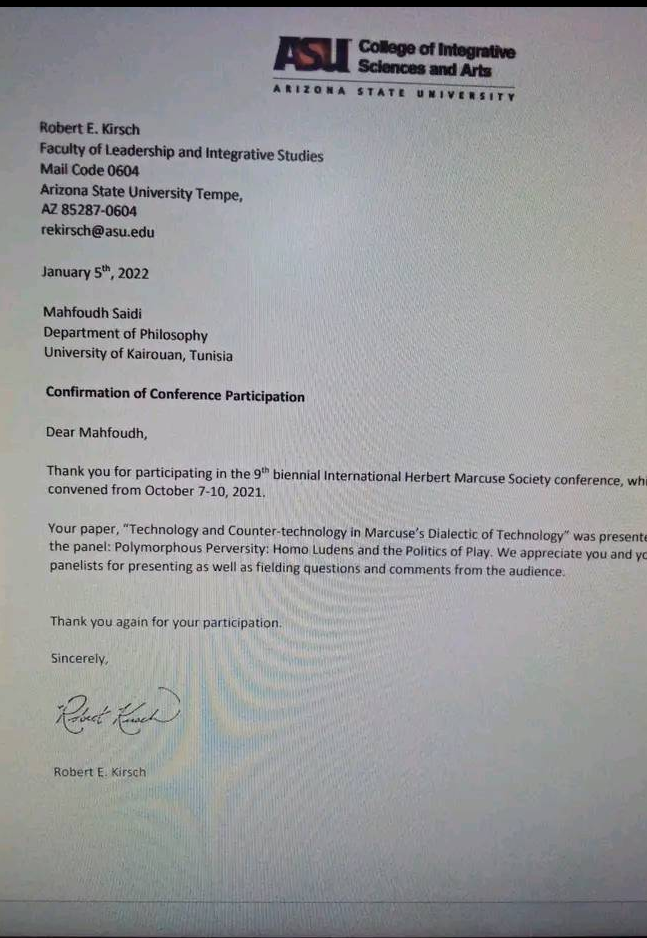 ASU College of Integrative
Sciences and Arts
ARIZONA STATE UNIVERSITY
Robert E. Kirsch
Faculty of Leadership and Integrative Studies
Mail Code 0604
Arizona State University Tempe,
AZ 85287-0604
rekirsch@asu.edu
January 5th, 2022
Mahfoudh Saidi
Department of Philosophy
University of Kairouan, Tunisia
Confirmation of Conference Participation
Dear Mahfoudh,
Thank you for participating in the 9th biennial International Herbert Marcuse Society conference, whi
convened from October 7-10, 2021.
Your paper, “Technology and Counter-technology in Marcuse’s Dialectic of Technology” was presente
the panel: Polymorphous Perversity: Homo Ludens and the Politics of Play. We appreciate you and yo
panelists for presenting as well as fielding questions and comments from the audience.
Thank you again for your participation.
Sincerely,
Robert Kirsch
Robert E. Kirsch